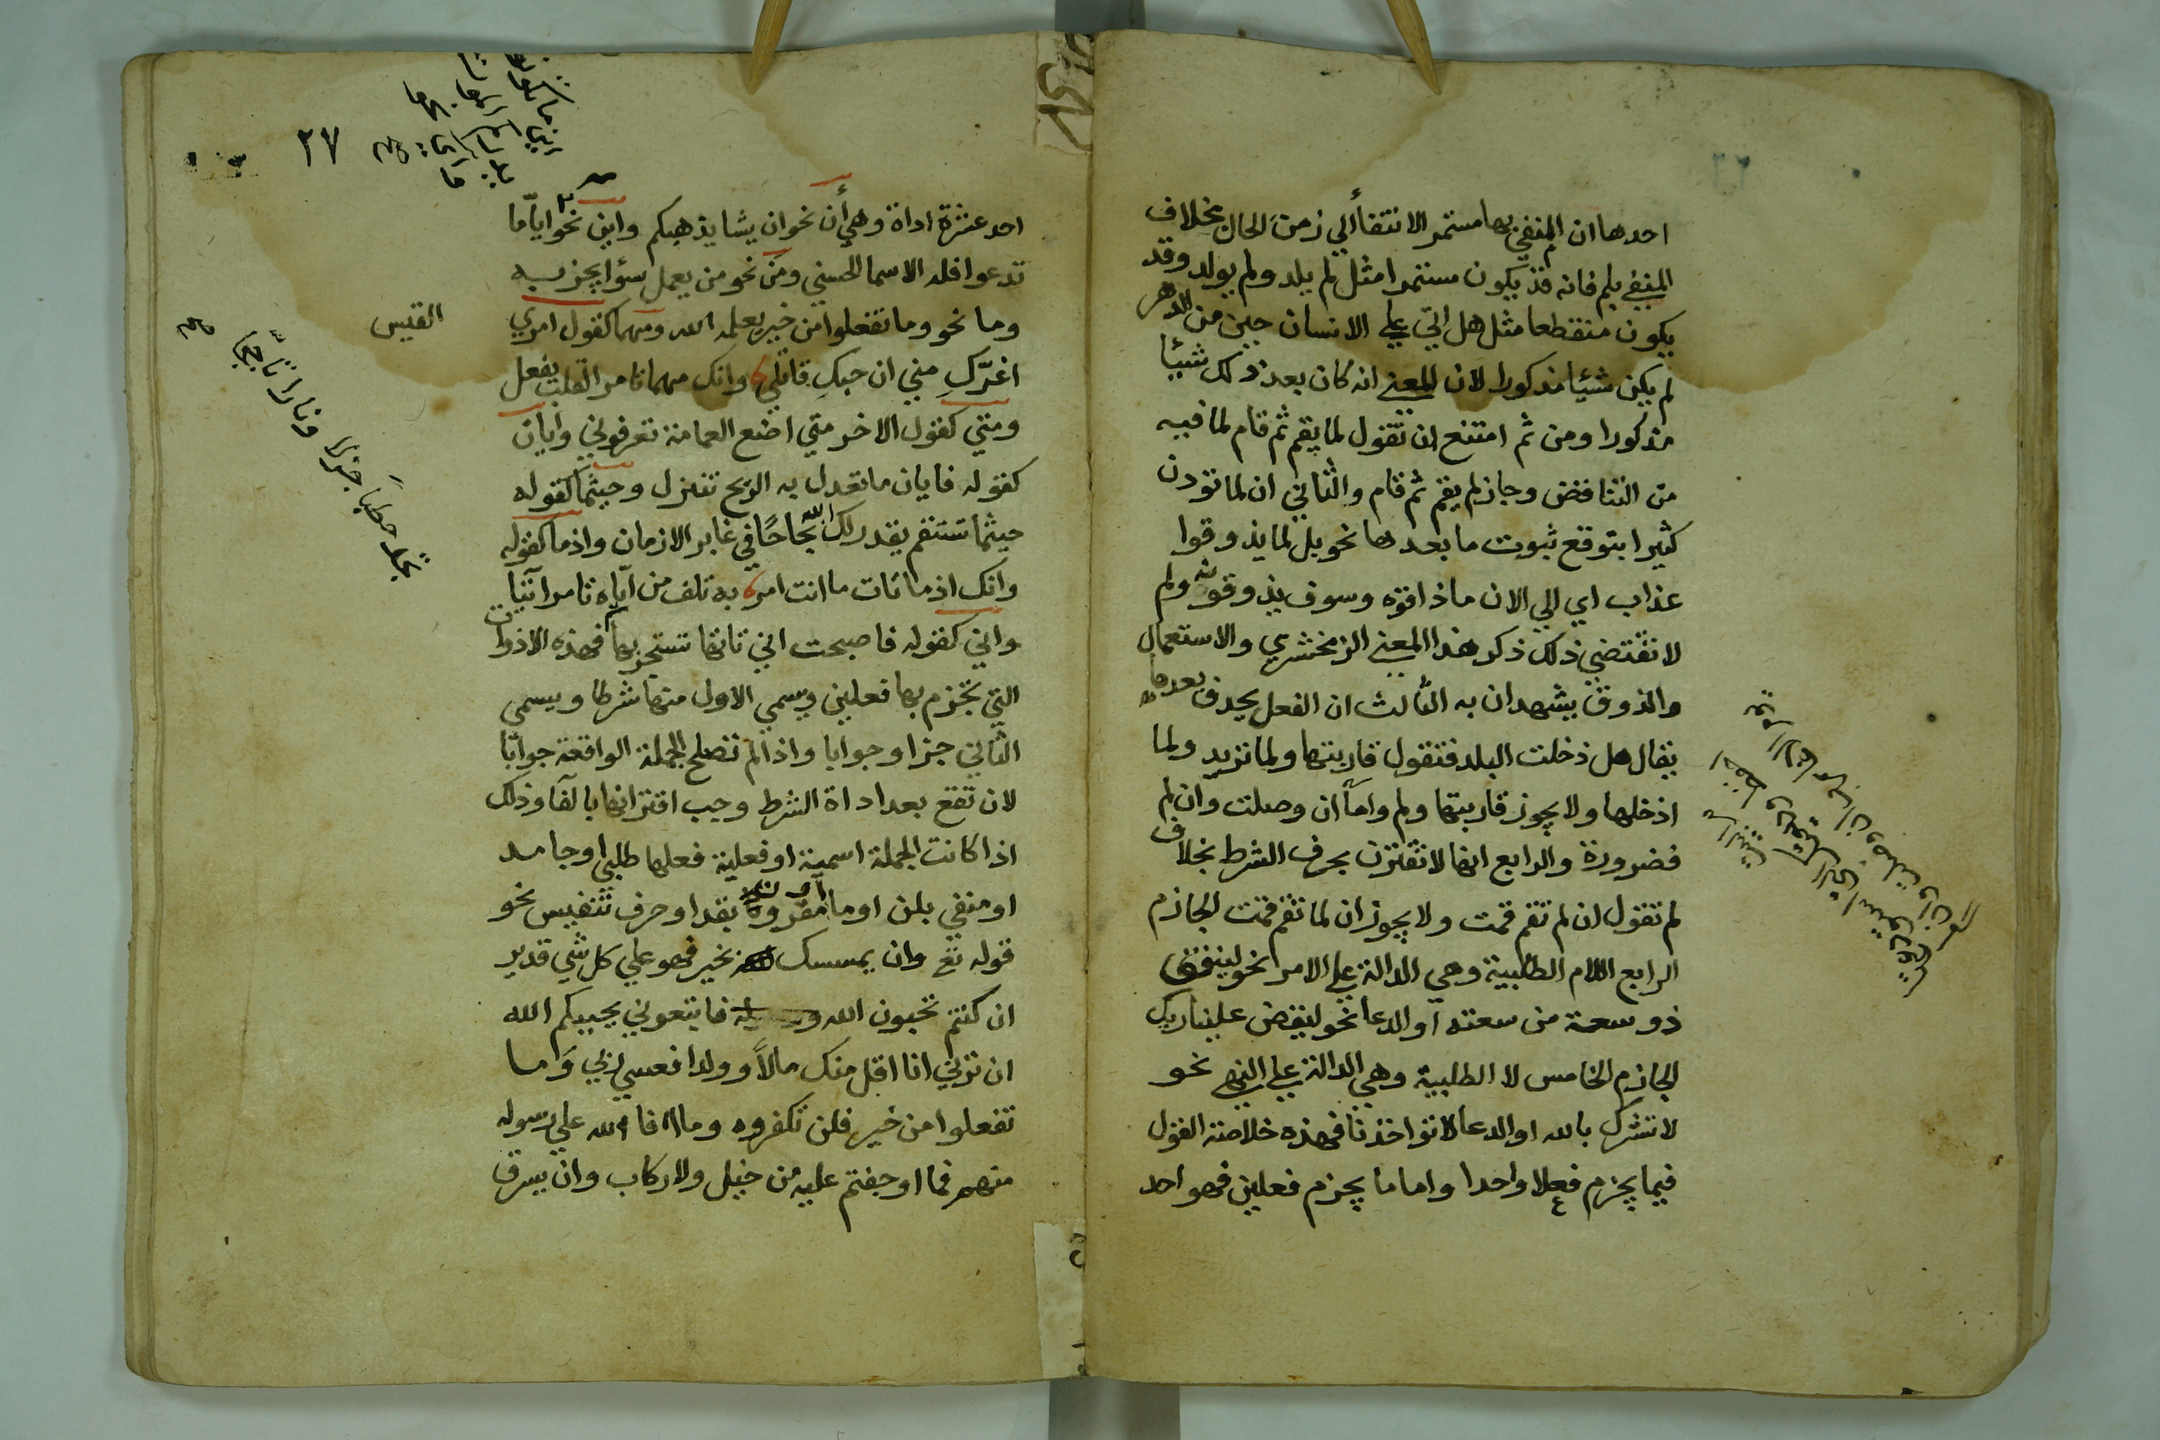 احدها ان المنفي بها مستمر الانتفأ الي زمن الحال بخلاف
المنفي بلم فانه قد يكون مستمرا مثل لم يلد ولم يولد وقد
يكون منقطعا مثل هل اتي علي الانسان حين من الدهر
لم يكن شيئا مذكورا لان المعني انه كان بعد ذلك شيئا
مذكورا ومن ثم امتنع ان تقول لما يقم ثم قام لما فيه
من التناقض وجاز لم يقم ثم قام والثاني ان لما تؤذن
كثيرا بتوقع ثبوت ما بعدها نحو بل لما يذوقوا
عذاب اي الي الان ما ذاقوه وسوف يذوقونه ولم
لا تقتضي ذلك ذكر هذا المعني الزمخشري والاستعمال
والذوق يشهدان به الثالث ان الفعل يحذف بعدها
يقال هل دخلت البلد فتقول قاربتها ولما تريد ولما
ادخلها ولا يجوز قاربتها ولم واما ان وصلت وان لم
فضرورة والرابع انها لا تقترن بحرف الشرط بخلاف
لم تقول ان لم تقم قمت ولا يجوز ان لما تقم قمت الجازم
الرابع اللام الطلبية وهي الدالة علي الامر نحو لينفق
ذو سعة من سعته او الدعا نحو ليقض علينا ربك
الجازم الخامس لا الطلبية وهي الدالة علي النهي نحو
لا تشرك بالله او الدعا لا تواخذنا فهذه خلاصة القول
فيما يجزم فعلا واحدا واما ما يجزم فعلين فهو احد
٢٧
احد عشرة اداة وهي أن نحو ان يشا يذهبكم واين نحو اياّما
تدعوا فله الاسما الحسني ومن نحو من يعمل سؤا يجز به
وما نحو وما تفعلوا من خير يعلمه الله ومهما كقول امري
القيس
اغرّكِ مني ان حبكِ قاتلي وانك مهما تامر القلب يفعل
ومتي كقول الاخر متي اضع العمامة تعرفوني وأيان
كقوله فايان ما تعدل به الريح تنزل وحيثما كقوله
حيثما تستقم يقدر لك الله نجاحًا في غابر الازمان واذما كقوله
وانك اذما تات ما انت امر به تلف من اياه تامر آتيا
واني كقوله فاصبحت اني تاتها تستجر بها فهذه الادوات
تجد حطبا جزلا ونارا تأججا صح
التي تجزم بها فعلين ويسمي الاول منها شرطا ويسمي
الثاني جزا وجوابا واذا لم تصلح الجملة الواقعة جوابا
لان تقع بعد اداة الشرط وجب اقترانها بالفا وذلك
اذا كانت الجملة اسمية او فعلية فعلها طلبي او جامد
او منفي بلن او ما او مقرون بقد او حرف تنفيس نحو
قوله تع وان يمسسك بخير فهو علي كل شي قدير
ان كنتم تحبون الله فاتبعوني يحببكم الله
ان ترني انا اقل منك مالاً وولدا فعسي ربي وَما
تفعلوا من خير فلن تكفروه وما افا الله علي رسوله
منهم فما اوجفتم عليه من خيل ولا ركاب وان يسرق